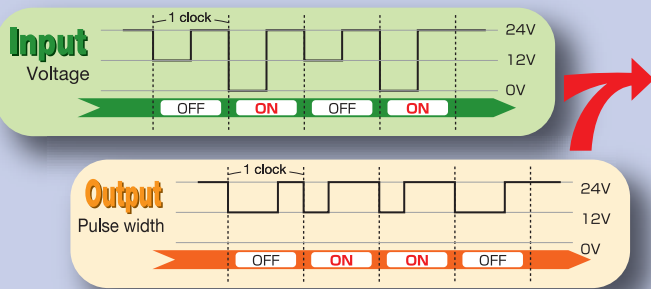 Input
Voltage
1 clock
24V
12V
0V
OFF ON OFF ON
7
Output
Pulse width
1 clock
24V
12V
0V
OFF ON ON OFF